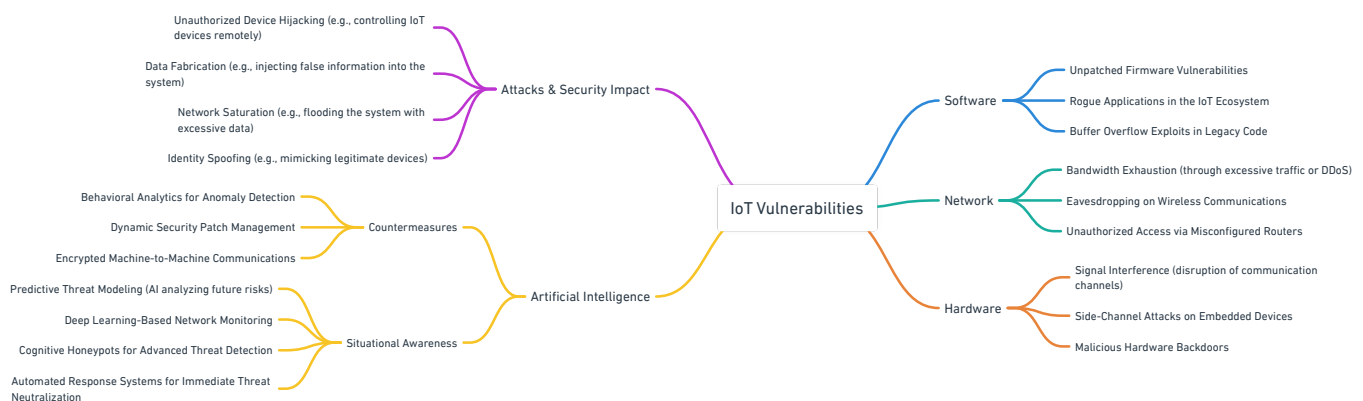 IoT Vulnerabilities
Attacks & Security Impact
Unauthorized Device Hijacking (e.g., controlling IoT
devices remotely)
Data Fabrication (e.g., injecting false information into the
system)
Network Saturation (e.g., flooding the system with
excessive data)
Identity Spoofing (e.g., mimicking legitimate devices)
Artificial Intelligence
Countermeasures
Behavioral Analytics for Anomaly Detection
Dynamic Security Patch Management
Encrypted Machine-to-Machine Communications
Situational Awareness
Predictive Threat Modeling (AI analyzing future risks)
Deep Learning-Based Network Monitoring
Cognitive Honeypots for Advanced Threat Detection
Automated Response Systems for Immediate Threat
Neutralization
Software
Unpatched Firmware Vulnerabilities
Rogue Applications in the IoT Ecosystem
Buffer Overflow Exploits in Legacy Code
Network
Bandwidth Exhaustion (through excessive traffic or DDoS)
Eavesdropping on Wireless Communications
Unauthorized Access via Misconfigured Routers
Hardware
Signal Interference (disruption of communication
channels)
Side-Channel Attacks on Embedded Devices
Malicious Hardware Backdoors